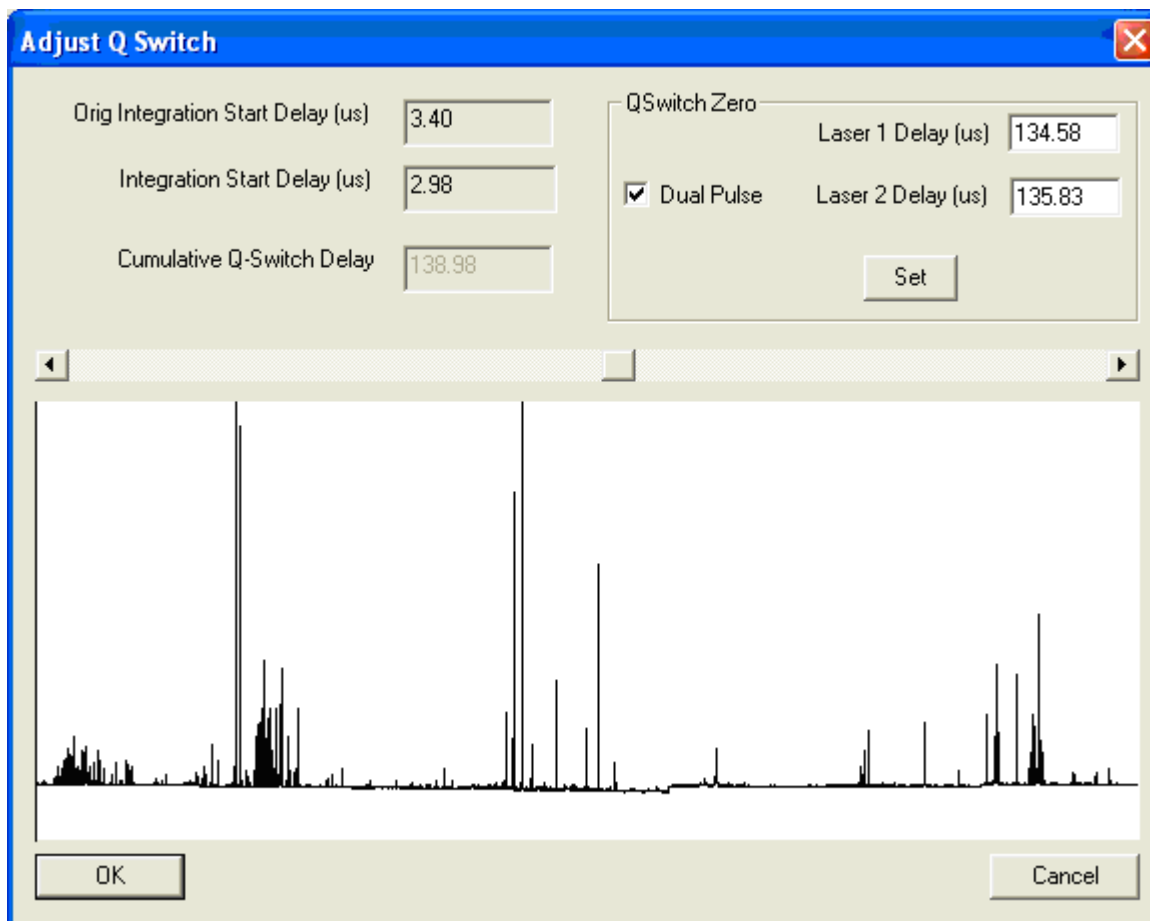 Adjust Q Switch
Orig Integration Start Delay (us) 3.40
Integration Start Delay (us) 2.98
Cumulative Q-Switch Delay 138.98
QSwitch Zero
Laser 1 Delay (us) 134.58
Dual Pulse Laser 2 Delay (us) 135.83
Set
OK Cancel